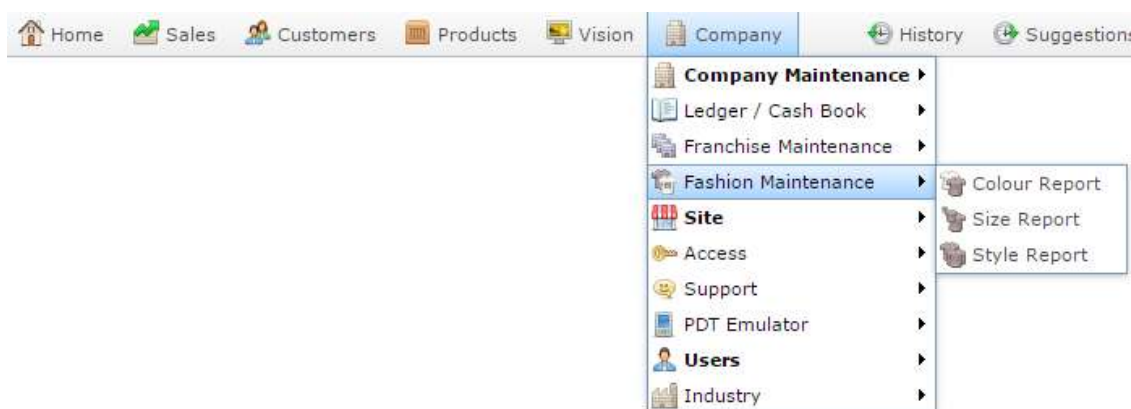 Home Sales Customers Products Vision Company History Suggestions
Company Maintenance
Ledger / Cash Book
Franchise Maintenance
Fashion Maintenance
Colour Report
Size Report
Style Report
Site
Access
Support
PDT Emulator
Users
Industry